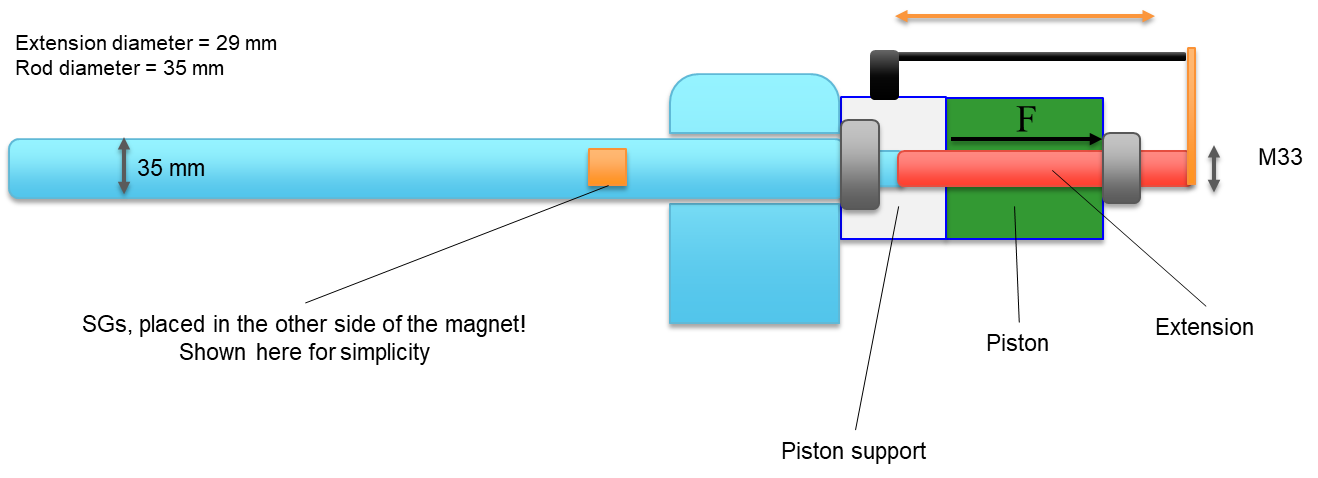 Extension diameter = 29 mm
Rod diameter = 35 mm
F
35 mm
M33
SGs, placed in the other side of the magnet!
Shown here for simplicity
Extension
Piston
Piston support